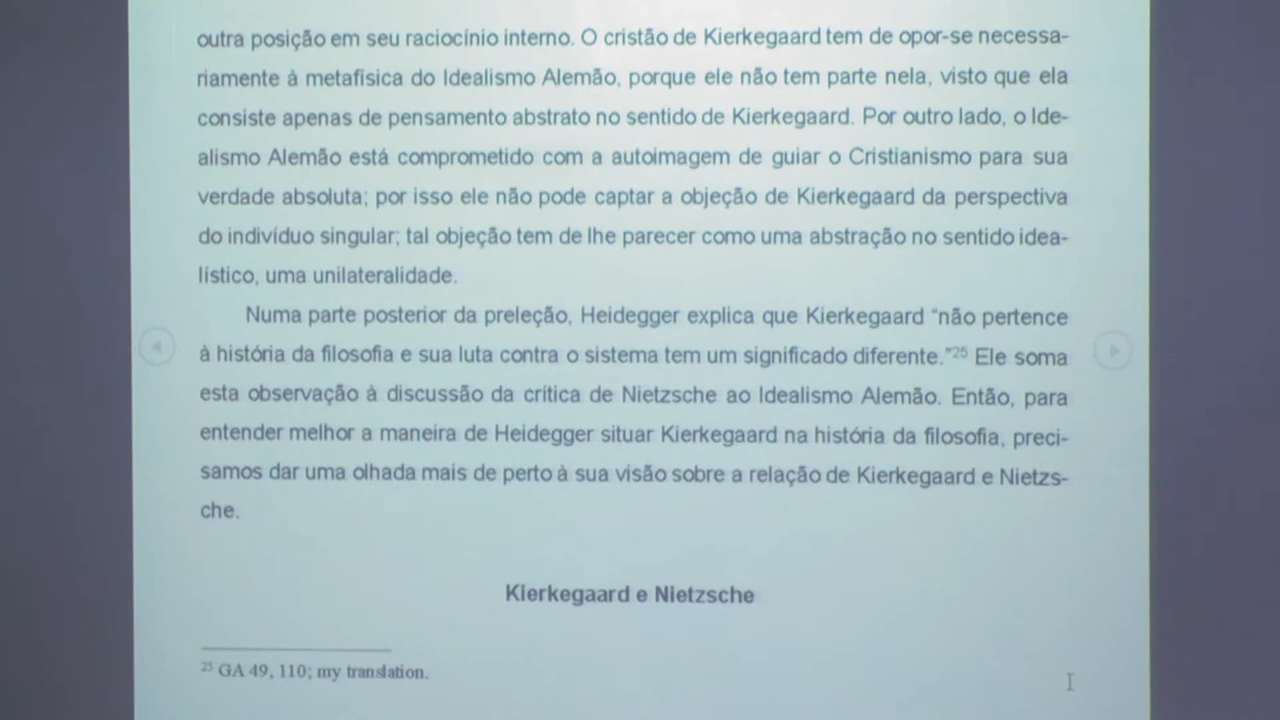 outra posição em seu raciocínio interno. O cristão de Kierkegaard tem de opor-se necessa-
riamente à metafísica do Idealismo Alemão, porque ele não tem parte nela, visto que ela
consiste apenas de pensamento abstrato no sentido de Kierkegaard. Por outro lado, o Ide-
alismo Alemão está comprometido com a autoimagem de guiar o Cristianismo para sua
verdade absoluta; por isso ele não pode captar a objeção de Kierkegaard da perspectiva
do indivíduo singular; tal objeção tem de lhe parecer como uma abstração no sentido idea-
lístico, uma unilateralidade.
Numa parte posterior da preleção, Heidegger explica que Kierkegaard “não pertence
à história da filosofia e sua luta contra o sistema tem um significado diferente.”25 Ele soma
esta observação à discussão da crítica de Nietzsche ao Idealismo Alemão. Então, para
entender melhor a maneira de Heidegger situar Kierkegaard na história da filosofia, preci-
samos dar uma olhada mais de perto à sua visão sobre a relação de Kierkegaard e Nietzs-
che.
Kierkegaard e Nietzsche
25 GA 49, 110; my translation.